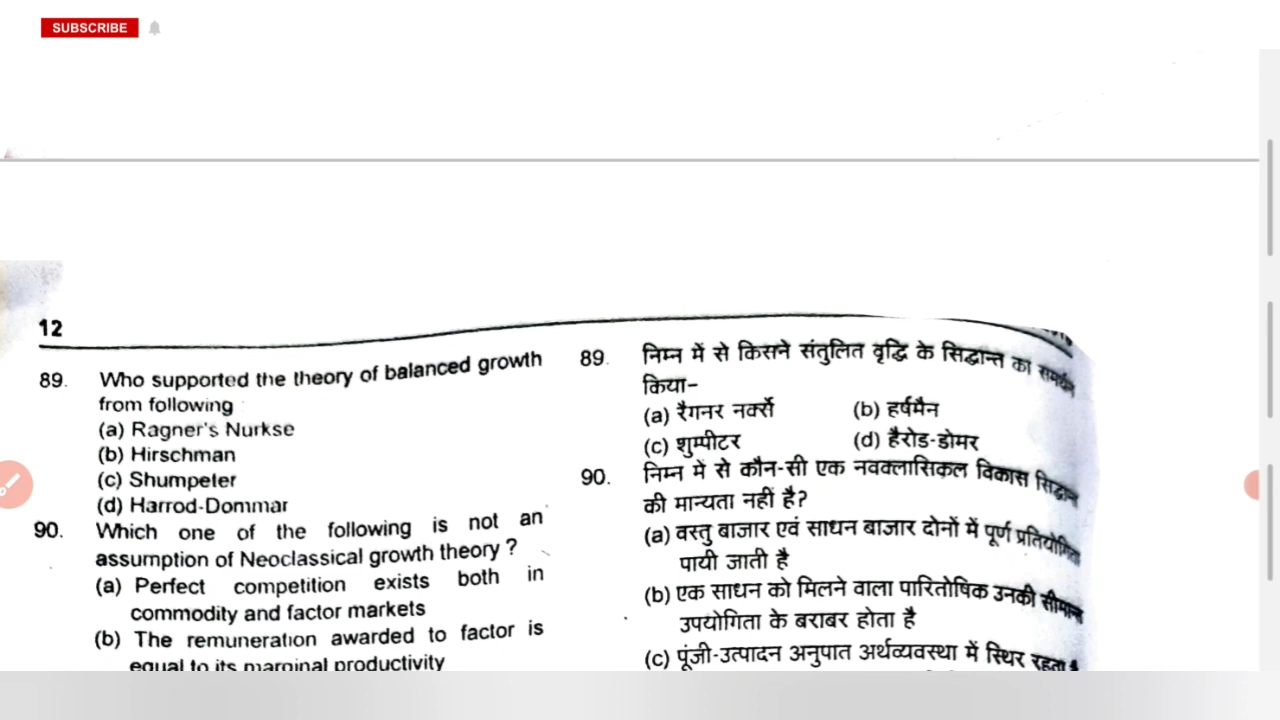 SUBSCRIBE
12
89. Who supported the theory of balanced growth
from following
(a) Ragner's Nurkse
(b) Hirschman
(c) Shumpeter
(d) Harrod-Dommar
90. Which one of the following is not an
assumption of Neoclassical growth theory ?
(a) Perfect competition exists both in
commodity and factor markets
(b) The remuneration awarded to factor is
equal to its marginal productivity
89. निम्न में से किसने संतुलित वृद्धि के सिद्धान्त का समर्थन
किया–
(a) रैगनर नर्क्से (b) हर्षमैन
(c) शुम्पीटर (d) हैरोड-डोमर
90. निम्न में से कौन-सी एक नवक्लासिकल विकास सिद्धान्त
की मान्यता नहीं है?
(a) वस्तु बाजार एवं साधन बाजार दोनों में पूर्ण प्रतियोगिता
पायी जाती है
(b) एक साधन को मिलने वाला पारितोषिक उनकी सीमान्त
उपयोगिता के बराबर होता है
(c) पूंजी-उत्पादन अनुपात अर्थव्यवस्था में स्थिर रहता है